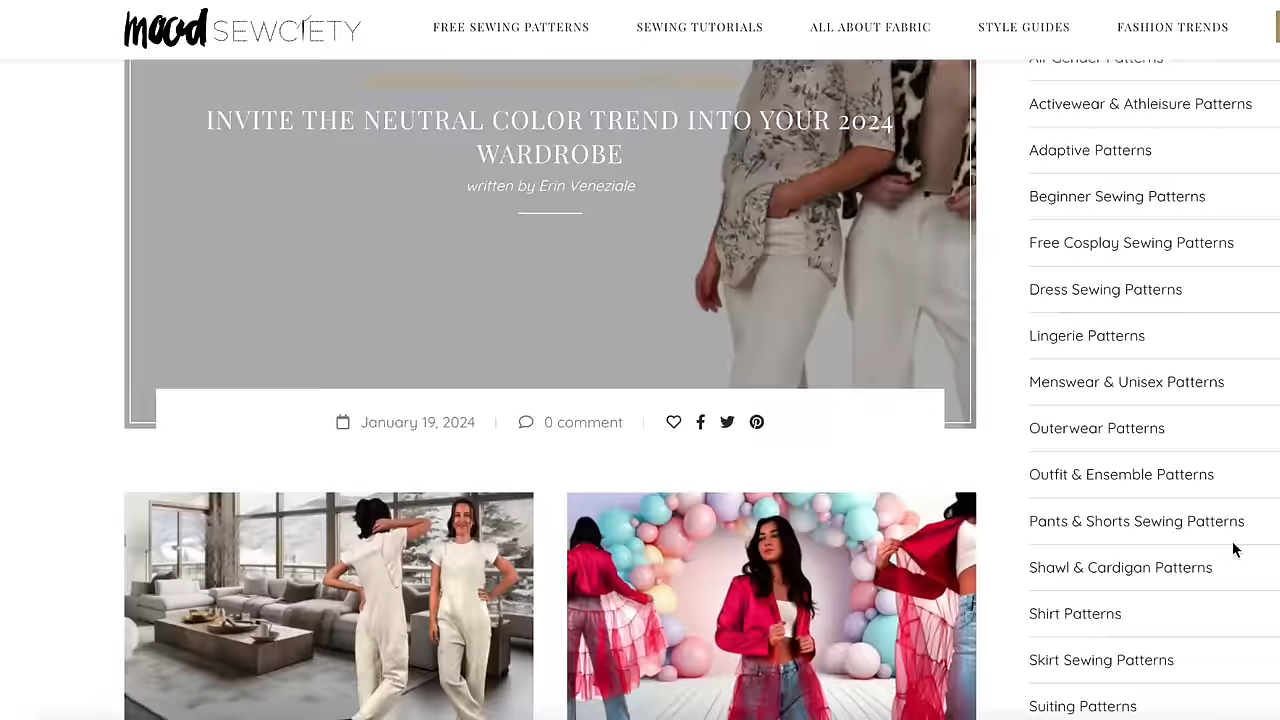 mood SEWCIETY
FREE SEWING PATTERNS
SEWING TUTORIALS
ALL ABOUT FABRIC
STYLE GUIDES
FASHION TRENDS
INVITE THE NEUTRAL COLOR TREND INTO YOUR 2024
WARDROBE
written by Erin Veneziale
January 19, 2024
0 comment
Activewear & Athleisure Patterns
Adaptive Patterns
Beginner Sewing Patterns
Free Cosplay Sewing Patterns
Dress Sewing Patterns
Lingerie Patterns
Menswear & Unisex Patterns
Outerwear Patterns
Outfit & Ensemble Patterns
Pants & Shorts Sewing Patterns
Shawl & Cardigan Patterns
Shirt Patterns
Skirt Sewing Patterns
Suiting Patterns